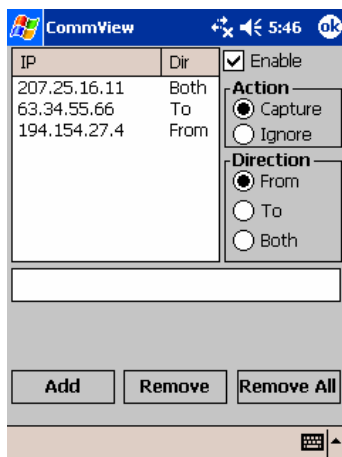 CommView 5:46 ok
IP Dir Enable
207.25.16.11 Both
63.34.55.66 To
194.154.27.4 From
Action
Capture
Ignore
Direction
From
To
Both
Add Remove Remove All